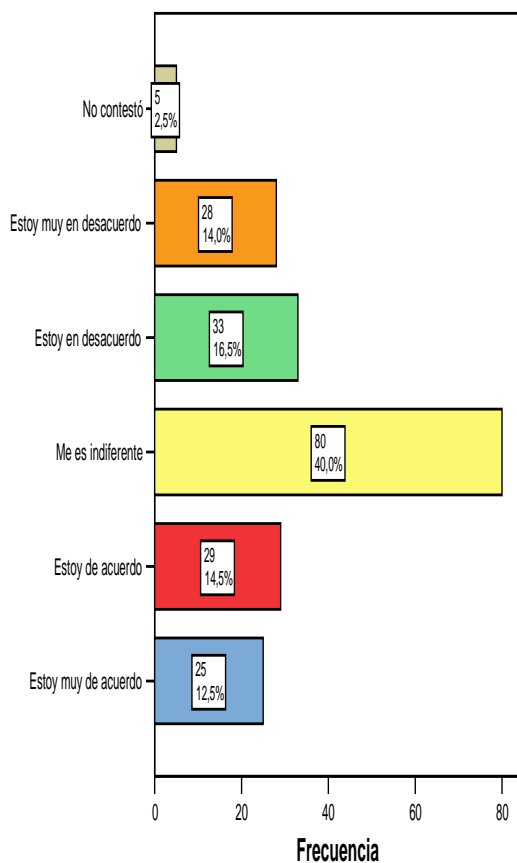 No contestó
5
2,5%
Estoy muy en desacuerdo
28
14,0%
Estoy en desacuerdo
33
16,5%
Me es indiferente
80
40,0%
Estoy de acuerdo
29
14,5%
Estoy muy de acuerdo
25
12,5%
0 20 40 60 80
Frecuencia